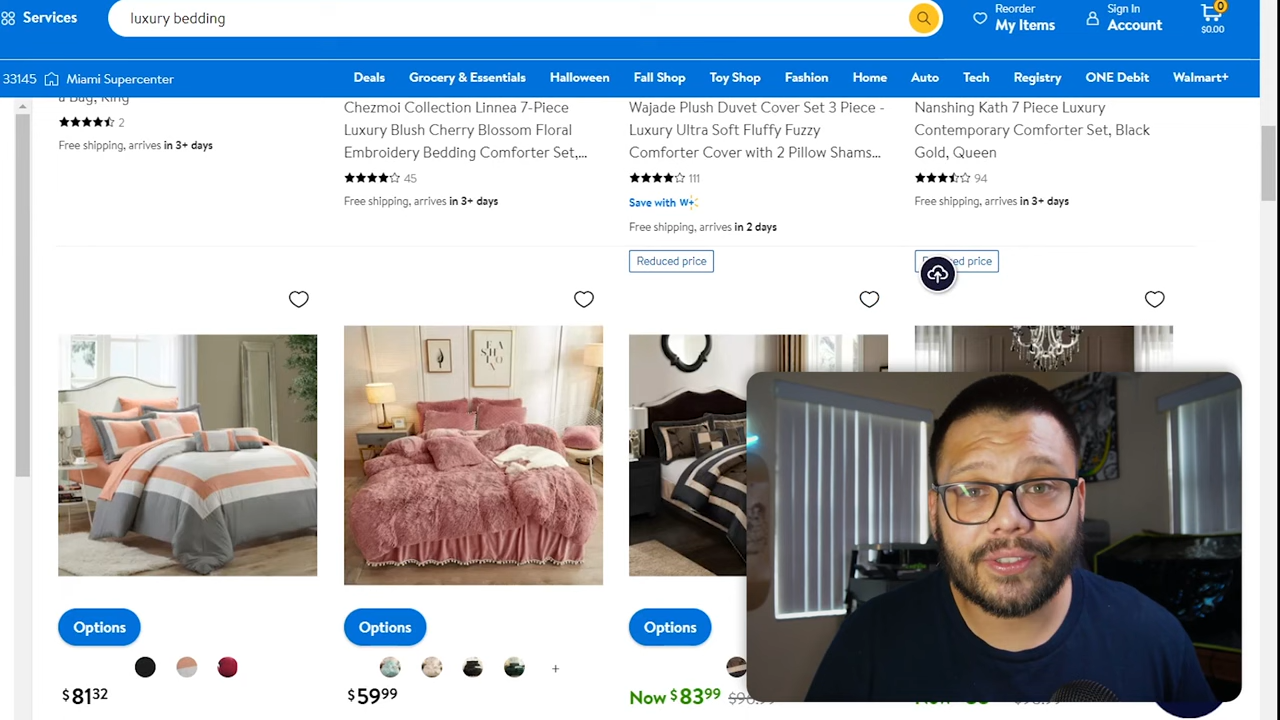 Services
luxury bedding
Reorder
My Items
Sign In
Account
0
$0.00
33145
Miami Supercenter
Deals
Grocery & Essentials
Halloween
Fall Shop
Toy Shop
Fashion
Home
Auto
Tech
Registry
ONE Debit
Walmart+
a Bag, King
2
Free shipping, arrives in 3+ days
Chezmoi Collection Linnea 7-Piece
Luxury Blush Cherry Blossom Floral
Embroidery Bedding Comforter Set,...
45
Free shipping, arrives in 3+ days
Wajade Plush Duvet Cover Set 3 Piece -
Luxury Ultra Soft Fluffy Fuzzy
Comforter Cover with 2 Pillow Shams...
111
Save with W+
Free shipping, arrives in 2 days
Nanshing Kath 7 Piece Luxury
Contemporary Comforter Set, Black
Gold, Queen
94
Free shipping, arrives in 3+ days
Reduced price
price
Options
Options
Options
+
$81.32
$59.99
Now $83.99